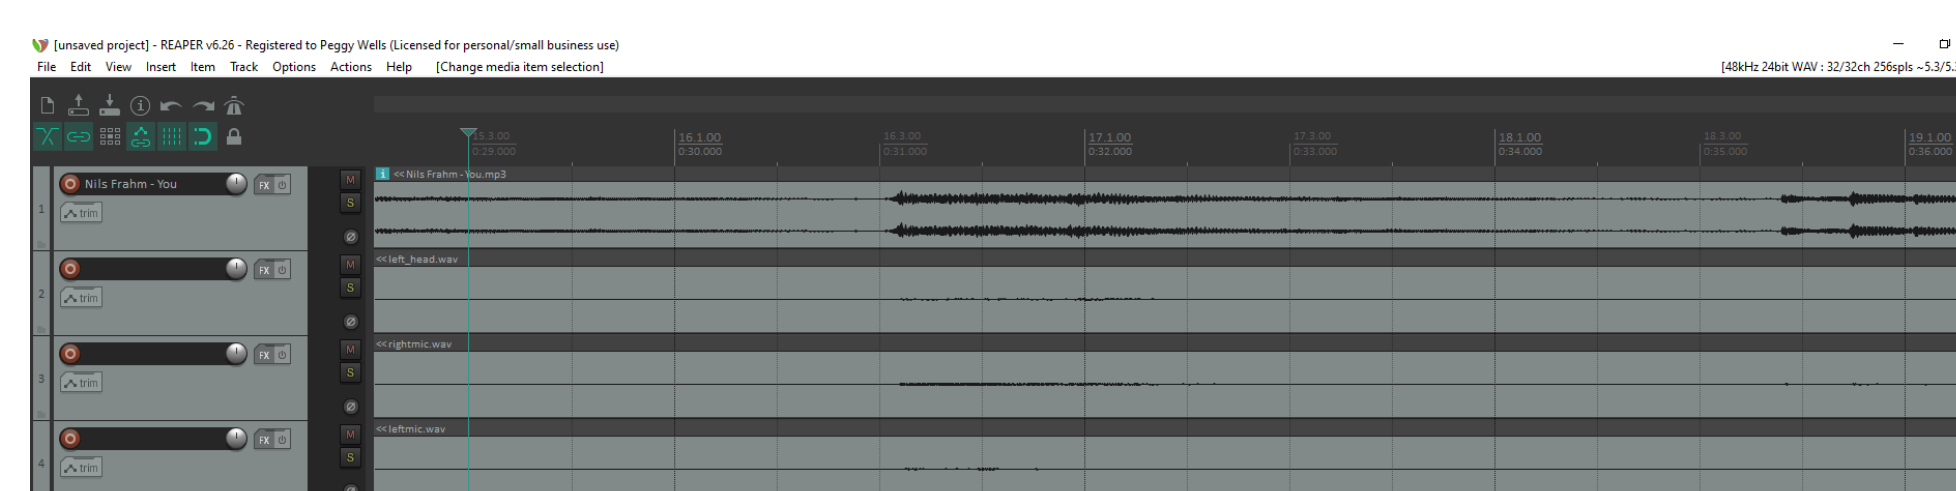 [unsaved project] - REAPER v6.26 - Registered to Peggy Wells (Licensed for personal/small business use)
File Edit View Insert Item Track Options Actions Help [Change media item selection]
[48kHz 24bit WAV : 32/32ch 256spls ~5.3/5.
15.3.00 16.1.00 16.3.00 17.1.00 17.3.00 18.1.00 18.3.00 19.1.00
0:29.000 0:30.000 0:31.000 0:32.000 0:33.000 0:34.000 0:35.000 0:36.000
1 Nils Frahm - You FX M
trim S
<< Nils Frahm - You.mp3
2 FX M
trim S
<< left_head.wav
3 FX M
trim S
<< rightmic.wav
4 FX M
trim S
<< leftmic.wav